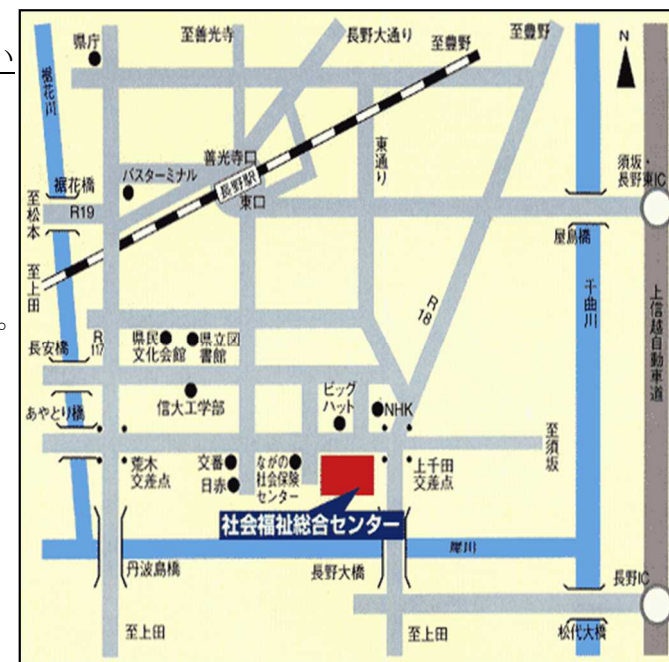 い
。
県庁
至善光寺
長野大通り
至豊野
至豊野
N
裾花川
善光寺口
東通り
須坂・
長野東IC
バスターミナル
長野駅
裾花橋
R19
東口
至松本
屋島橋
至上田
千曲川
上信越自動車道
R
18
R
117
県民
文化会館
県立図
書館
長安橋
ビッグ
ハット
NHK
信大工学部
あやとり橋
至須坂
荒木
交差点
交番
日赤
ながの
社会保険
センター
上千田
交差点
社会福祉総合センター
犀川
丹波島橋
長野大橋
長野IC
至上田
至上田
松代大橋